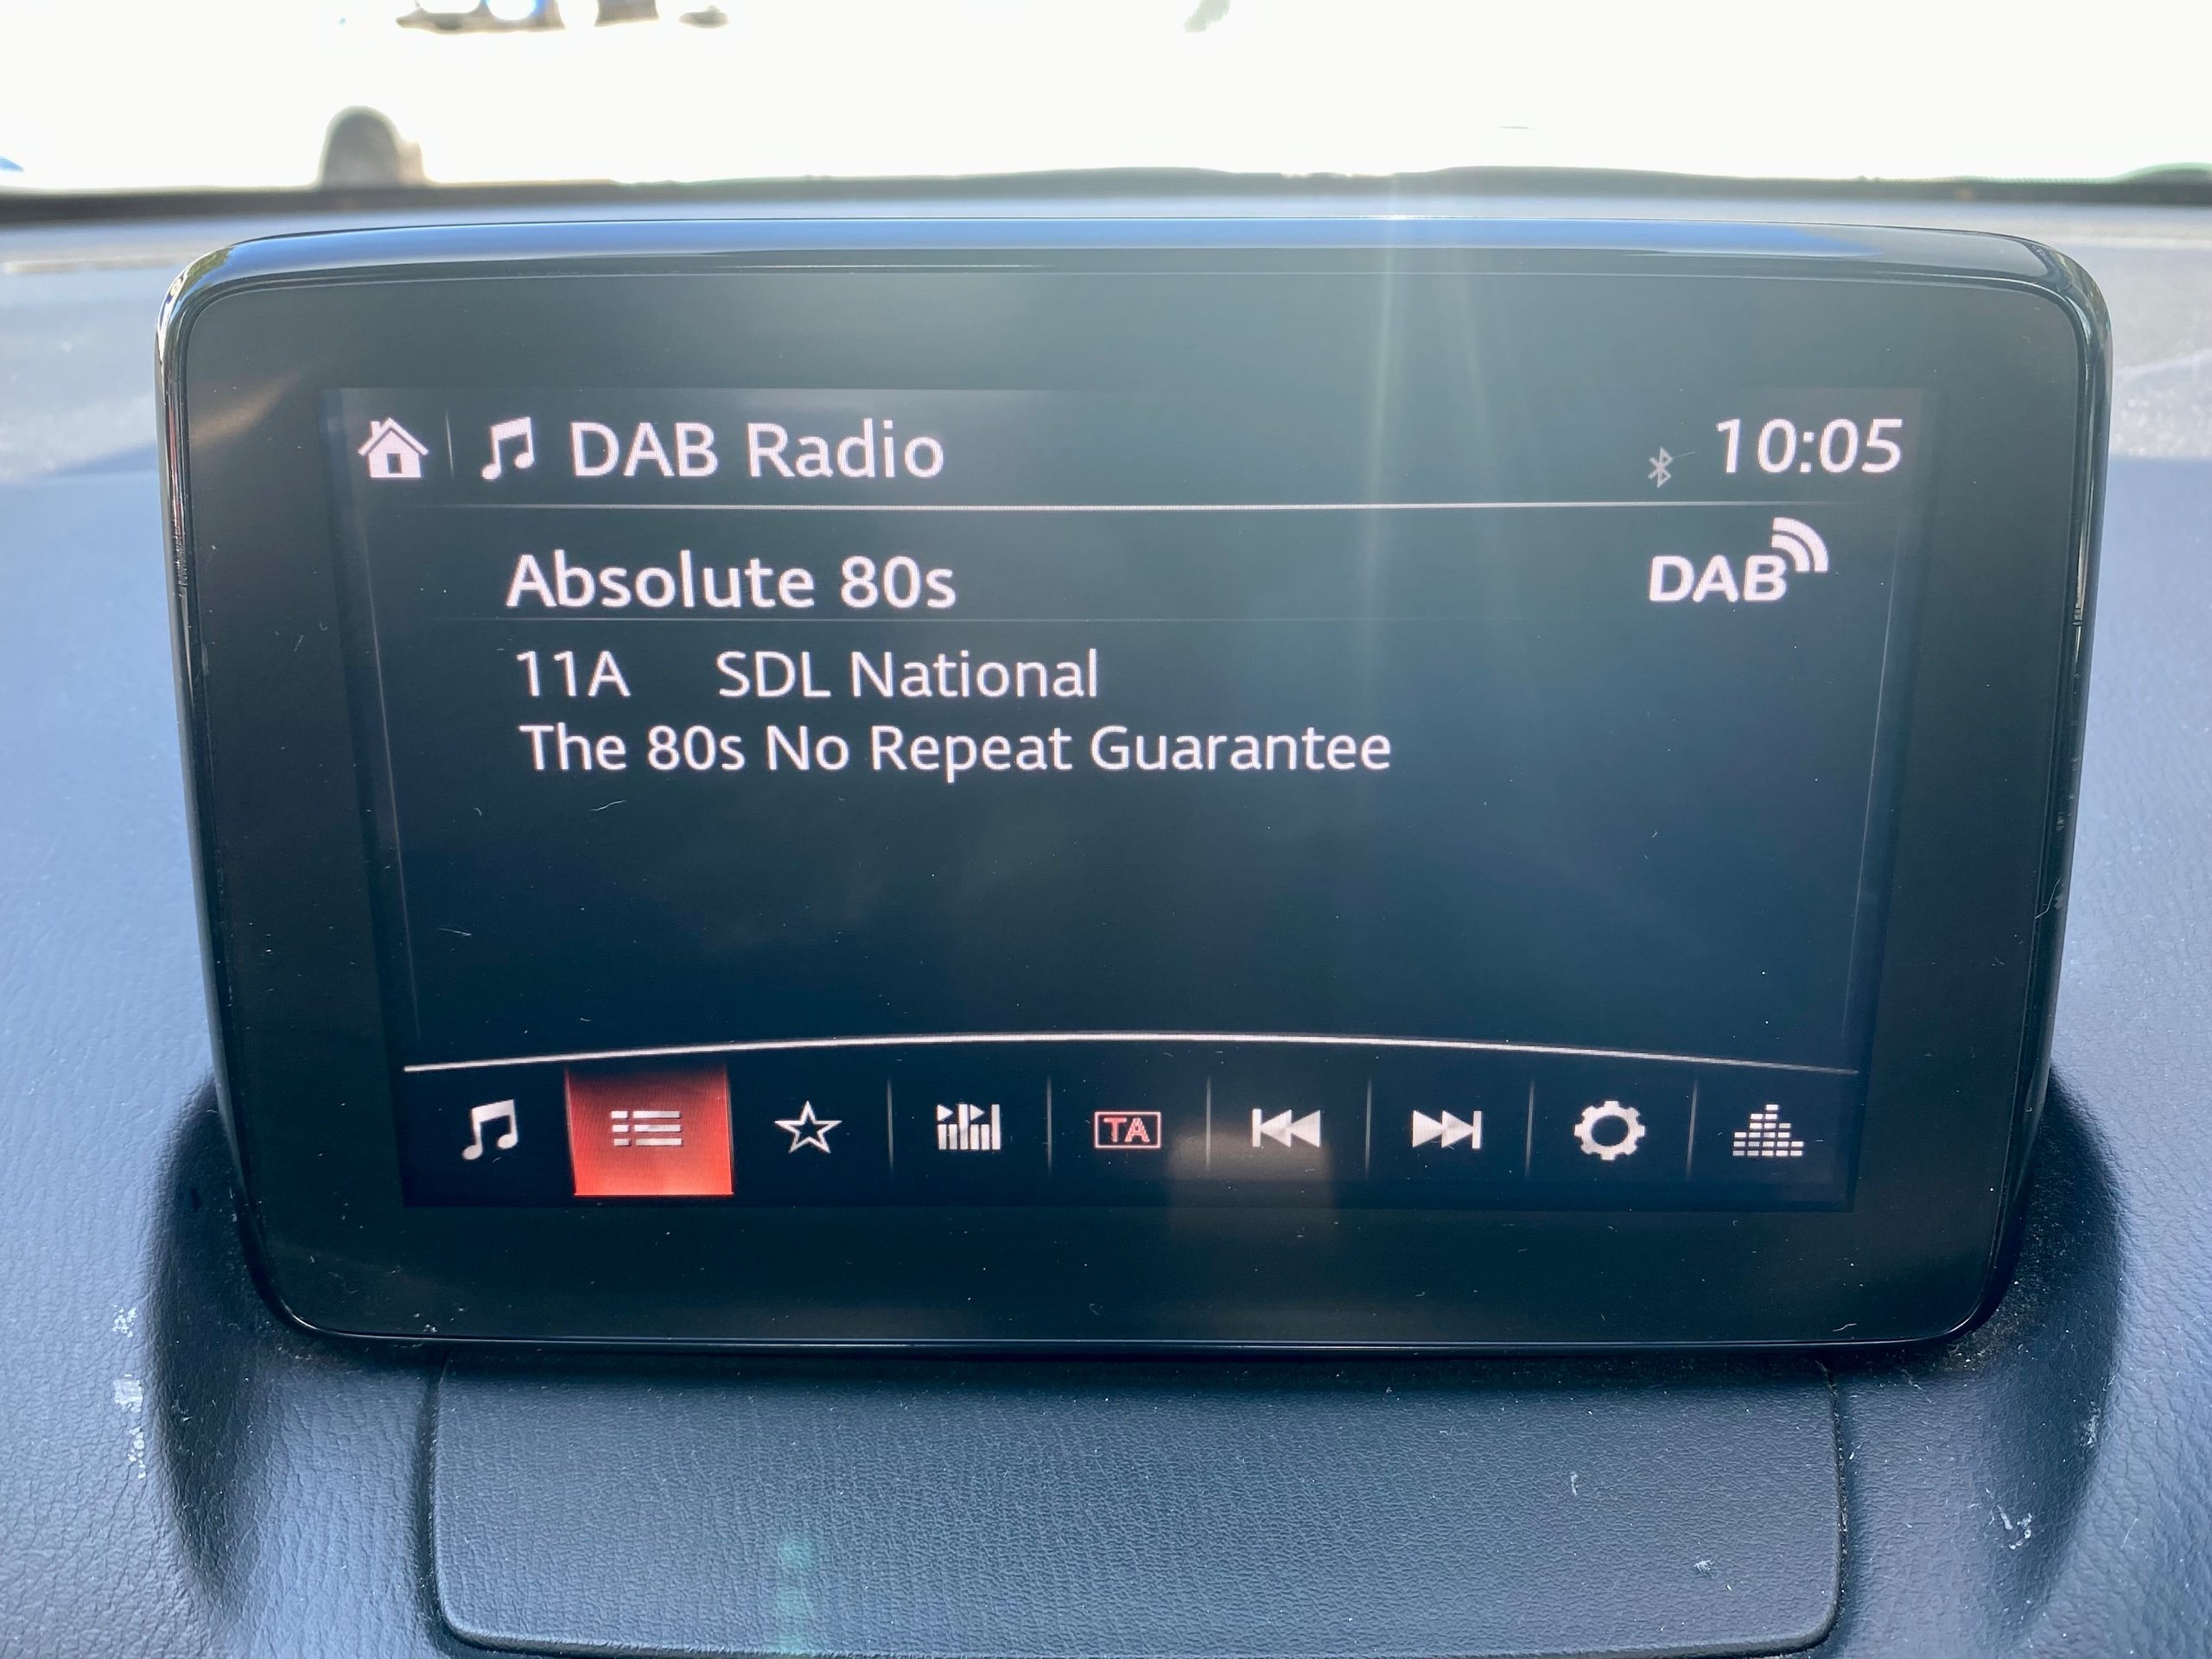 DAB Radio 10:05
Absolute 80s DAB
11A SDL National
The 80s No Repeat Guarantee
TA